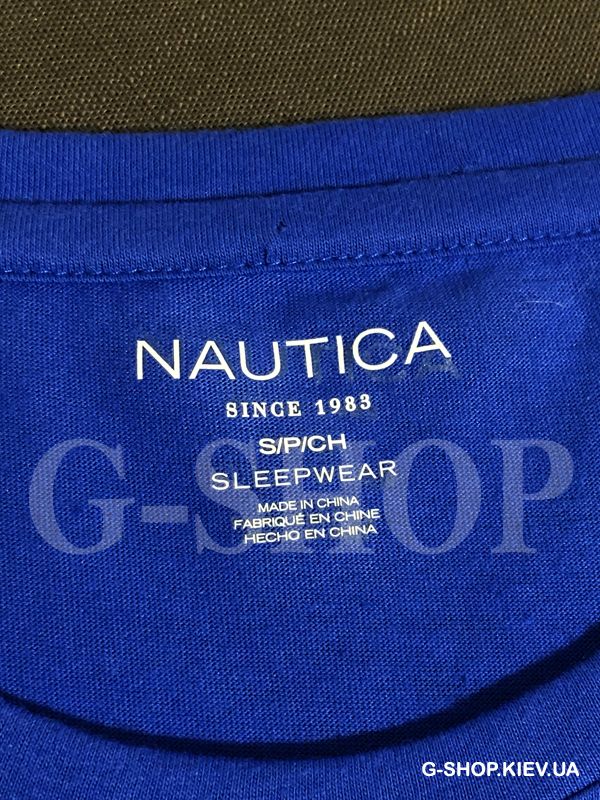 NAUTICA
SINCE 1983
S/P/CH
SLEEPWEAR
MADE IN CHINA
FABRIQUÉ EN CHINE
HECHO EN CHINA
G-SHOP
G-SHOP.KIEV.UA